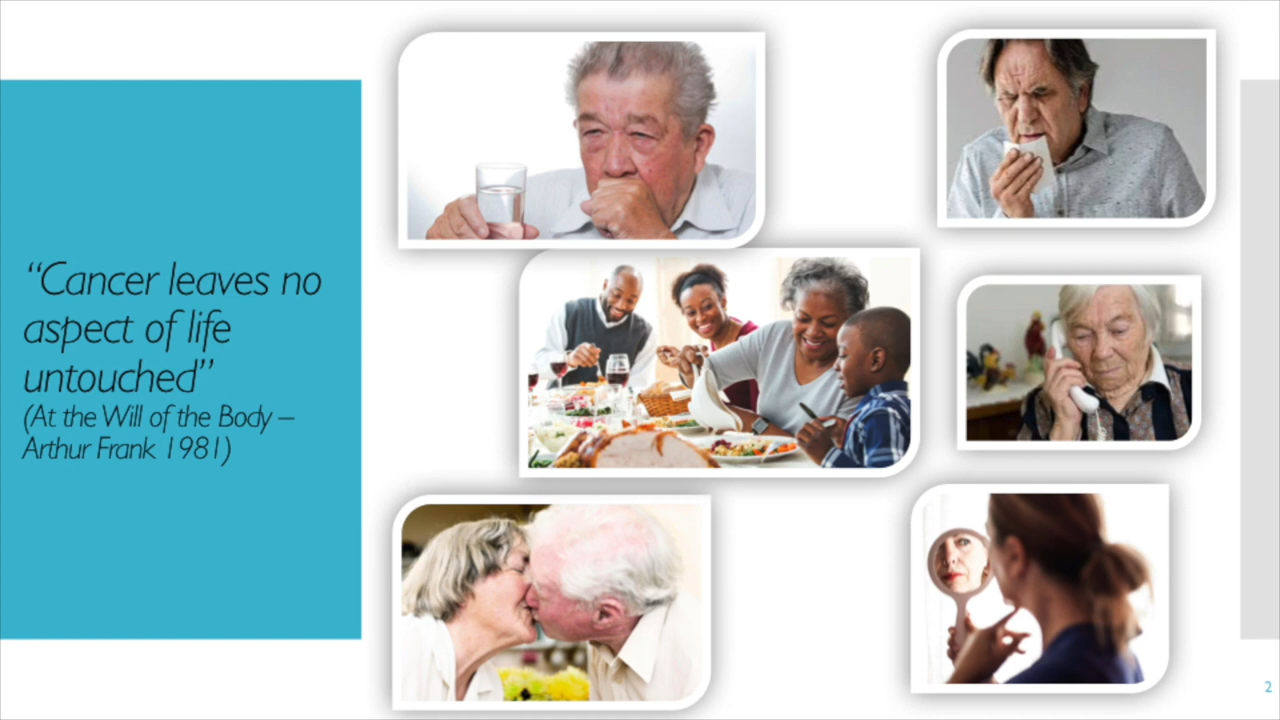 “Cancer leaves no
aspect of life
untouched”
(At the Will of the Body –
Arthur Frank 1981)
2